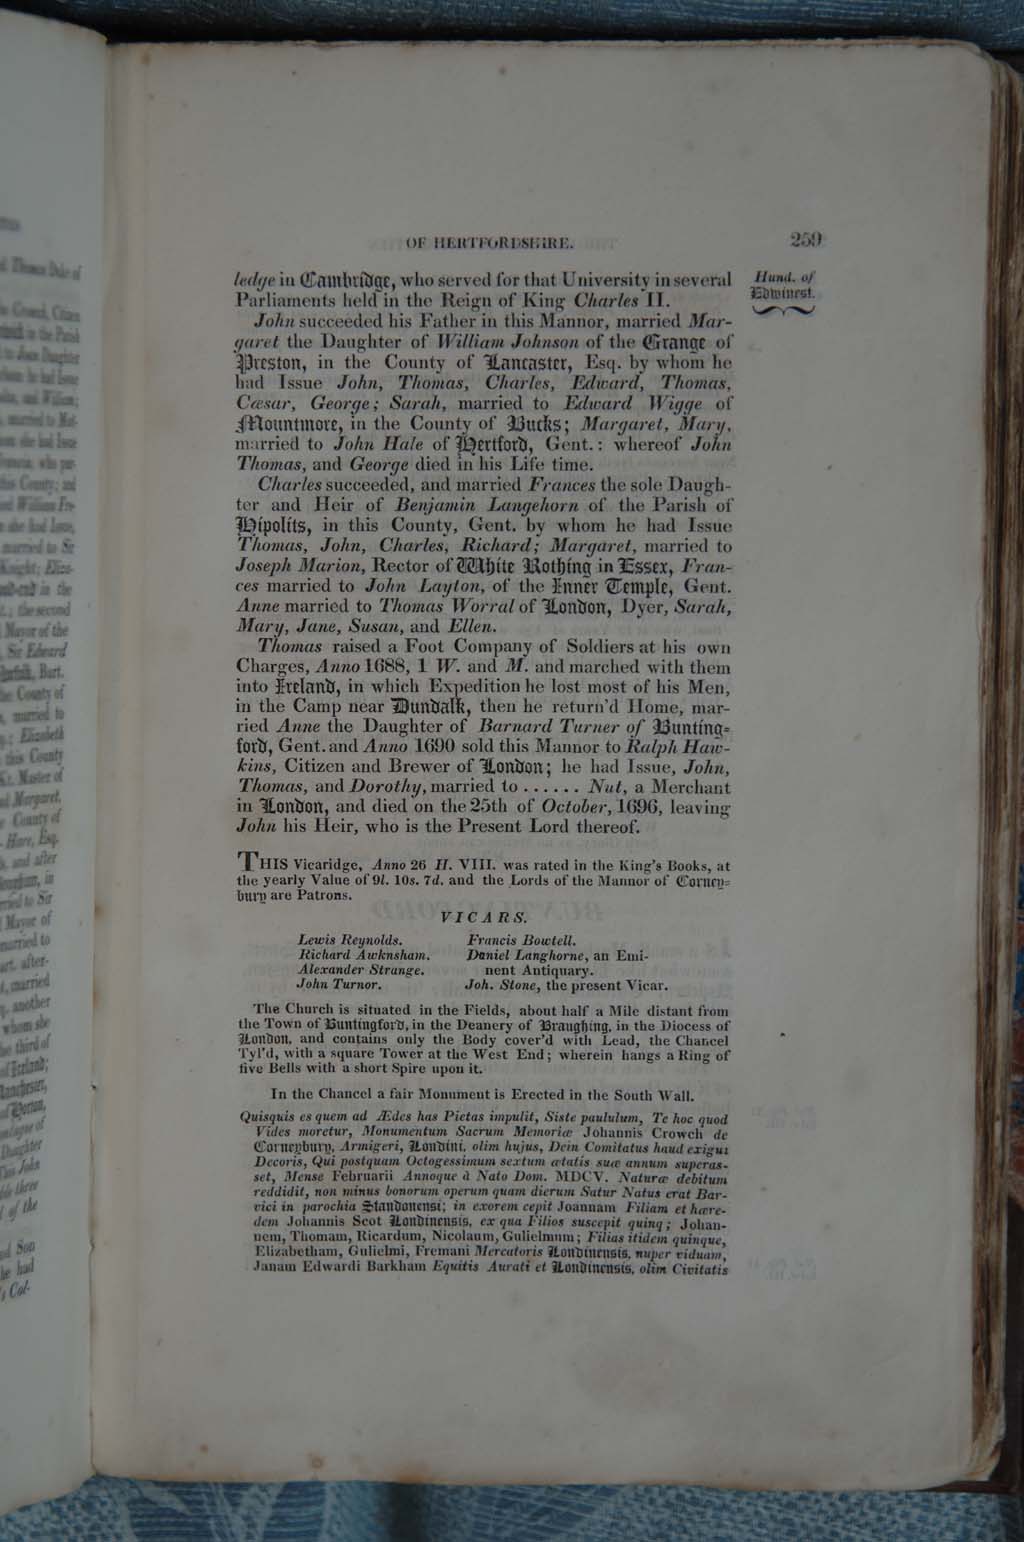 OF HERTFORDSHIRE. 259
Hund. of
Edwinest.
ledge in Cambridge, who served for that University in several
Parliaments held in the Reign of King Charles II.
John succeeded his Father in this Mannor, married Mar-
garet the Daughter of William Johnson of the Grange of
Preston, in the County of Lancaster, Esq. by whom he
had Issue John, Thomas, Charles, Edward, Thomas,
Cæsar, George; Sarah, married to Edward Wigge of
Mountmore, in the County of Bucks; Margaret, Mary,
married to John Hale of Hertford, Gent.: whereof John
Thomas, and George died in his Life time.
Charles succeeded, and married Frances the sole Daugh-
ter and Heir of Benjamin Langehorn of the Parish of
Hipolits, in this County, Gent. by whom he had Issue
Thomas, John, Charles, Richard; Margaret, married to
Joseph Marion, Rector of White Rothing in Essex, Fran-
ces married to John Layton, of the Inner Temple, Gent.
Anne married to Thomas Worral of London, Dyer, Sarah,
Mary, Jane, Susan, and Ellen.
Thomas raised a Foot Company of Soldiers at his own
Charges, Anno 1688, 1 W. and M. and marched with them
into Ireland, in which Expedition he lost most of his Men,
in the Camp near Dundalk, then he return'd Home, mar-
ried Anne the Daughter of Barnard Turner of Bunting-
ford, Gent. and Anno 1690 sold this Mannor to Ralph Haw-
kins, Citizen and Brewer of London; he had Issue, John,
Thomas, and Dorothy, married to ...... Nut, a Merchant
in London, and died on the 25th of October, 1696, leaving
John his Heir, who is the Present Lord thereof.
THIS Vicaridge, Anno 26 H. VIII. was rated in the King's Books, at
the yearly Value of 9l. 10s. 7d. and the Lords of the Mannor of Corney-
bury are Patrons.
VICARS.
Lewis Reynolds.
Richard Awknsham.
Alexander Strange.
John Turnor.
Francis Bowtell.
Daniel Langhorne, an Emi-
nent Antiquary.
Joh. Stone, the present Vicar.
The Church is situated in the Fields, about half a Mile distant from
the Town of Buntingford, in the Deanery of Braughing, in the Diocess of
London, and contains only the Body cover'd with Lead, the Chancel
Tyl'd, with a square Tower at the West End; wherein hangs a Ring of
five Bells with a short Spire upon it.
In the Chancel a fair Monument is Erected in the South Wall.
Quisquis es quem ad Ædes has Pietas impulit, Siste paululum, Te hoc quod
Vides moretur, Monumentum Sacrum Memoriæ Johannis Crowch de
Corneybury, Armigeri, Londini, olim hujus, Dein Comitatus haud exigui
Decoris, Qui postquam Octogessimum sextum ætatis suæ annum superas-
set, Mense Februarii Annoque à Nato Dom. MDCV. Naturæ debitum
reddidit, non minus bonorum operum quam dierum Satur Natus erat Bar-
vici in parochia Standonensi; in exorem cepit Joannam Filiam et hære-
dem Johannis Scot Londinensis, ex qua Filios suscepit quinq; Johan-
nem, Thomam, Ricardum, Nicolaum, Gulielmum; Filias itidem quinque,
Elizabetham, Gulielmi, Fremani Mercatoris Londinensis, nuper viduam,
Janam Edwardi Barkham Equitis Aurati et Londinensis, olim Civitatis